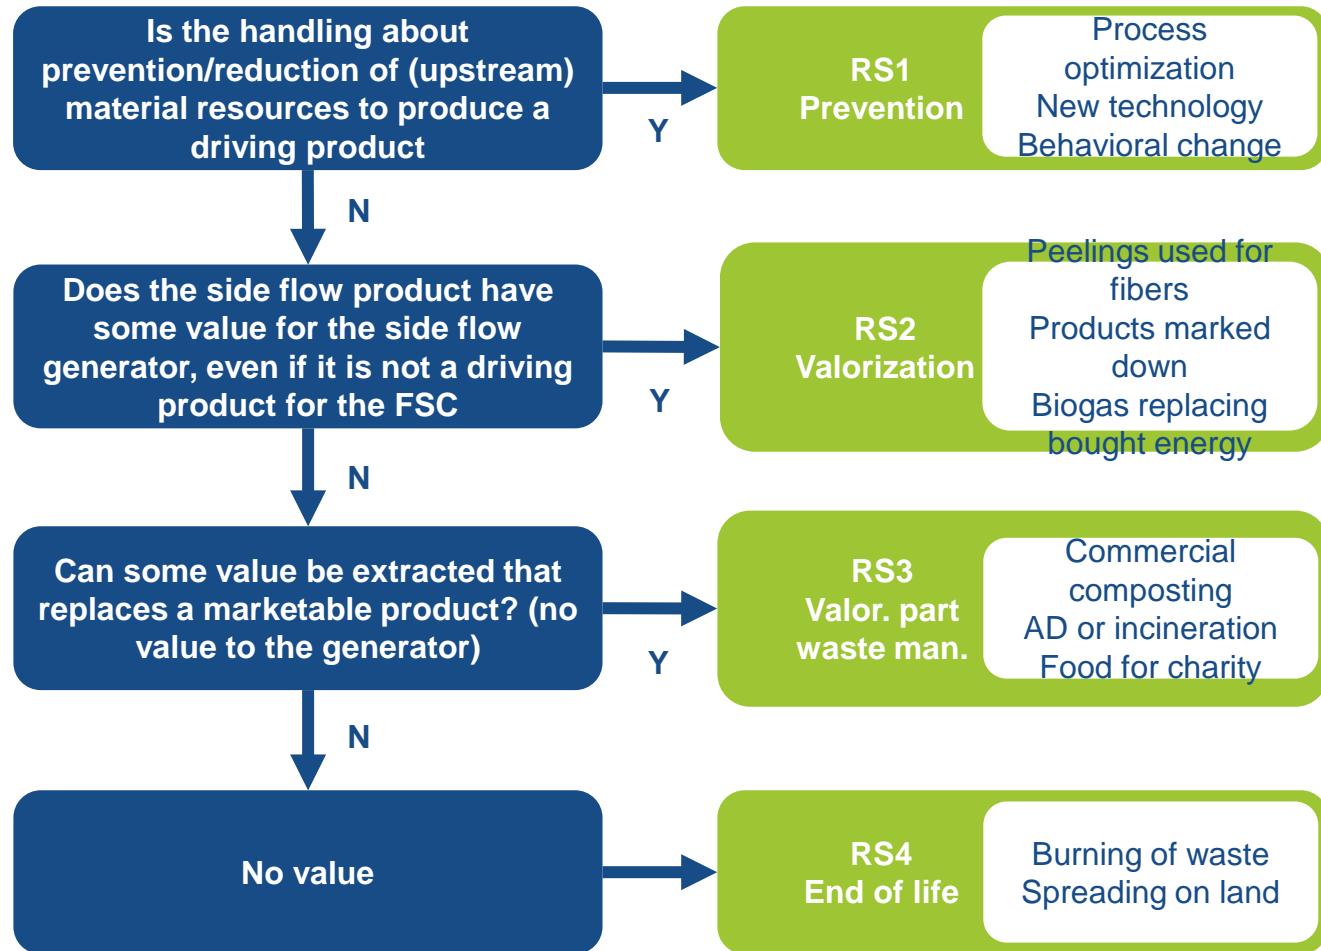 Is the handling about
prevention/reduction of (upstream)
material resources to produce a
driving product
Y
RS1
Prevention
Process
optimization
New technology
Behavioral change
N
Does the side flow product have
some value for the side flow
generator, even if it is not a driving
product for the FSC
Y
RS2
Valorization
Peelings used for
fibers
Products marked
down
Biogas replacing
bought energy
N
Can some value be extracted that
replaces a marketable product? (no
value to the generator)
Y
RS3
Valor. part
waste man.
Commercial
composting
AD or incineration
Food for charity
N
No value
RS4
End of life
Burning of waste
Spreading on land